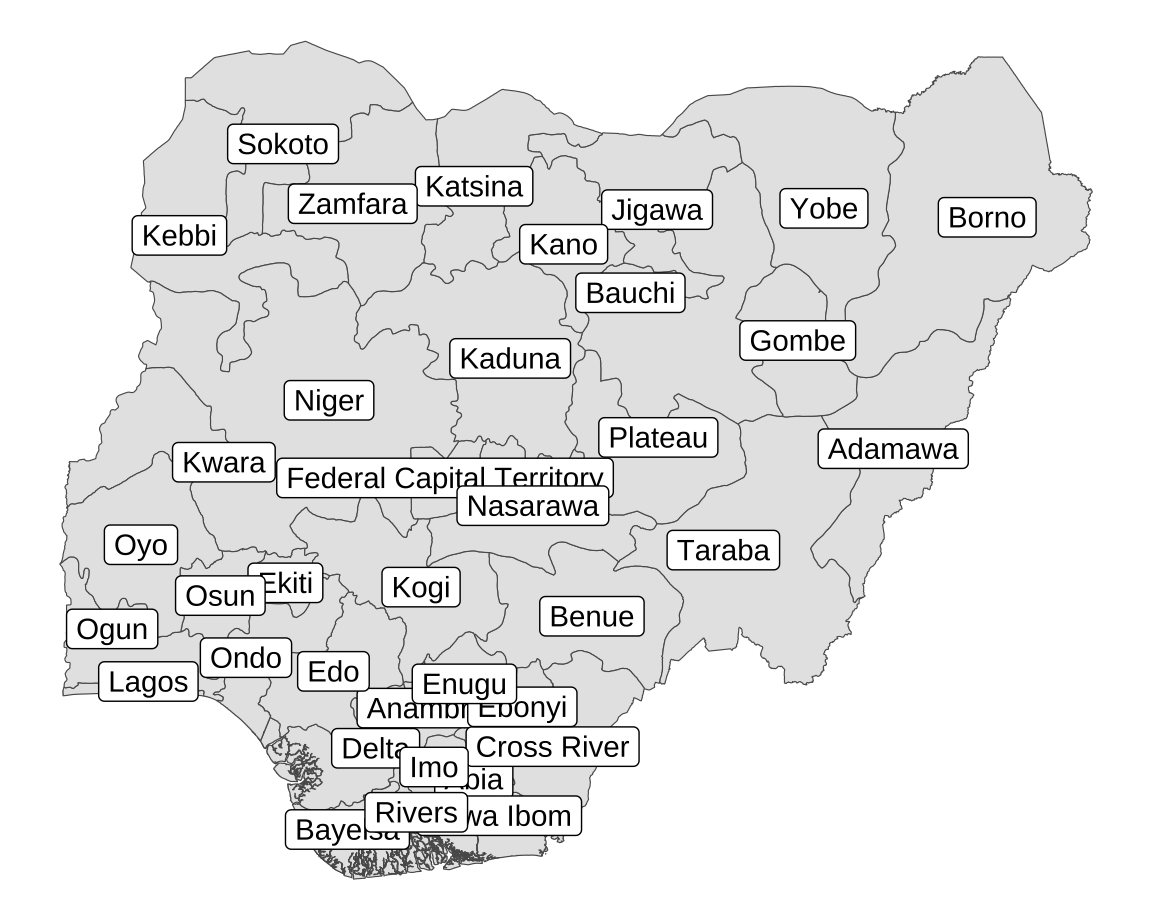 Sokoto
Katsina
Zamfara
Jigawa
Yobe
Borno
Kebbi
Kano
Bauchi
Gombe
Kaduna
Niger
Plateau
Adamawa
Kwara
Federal Capital Territory
Nasarawa
Oyo
Taraba
Ekiti
Kogi
Osun
Benue
Ogun
Ondo
Edo
Lagos
Enugu
Anambr
Ebonyi
Delta
Cross River
Imo
Abia
Rivers
wa Ibom
Bayelsa